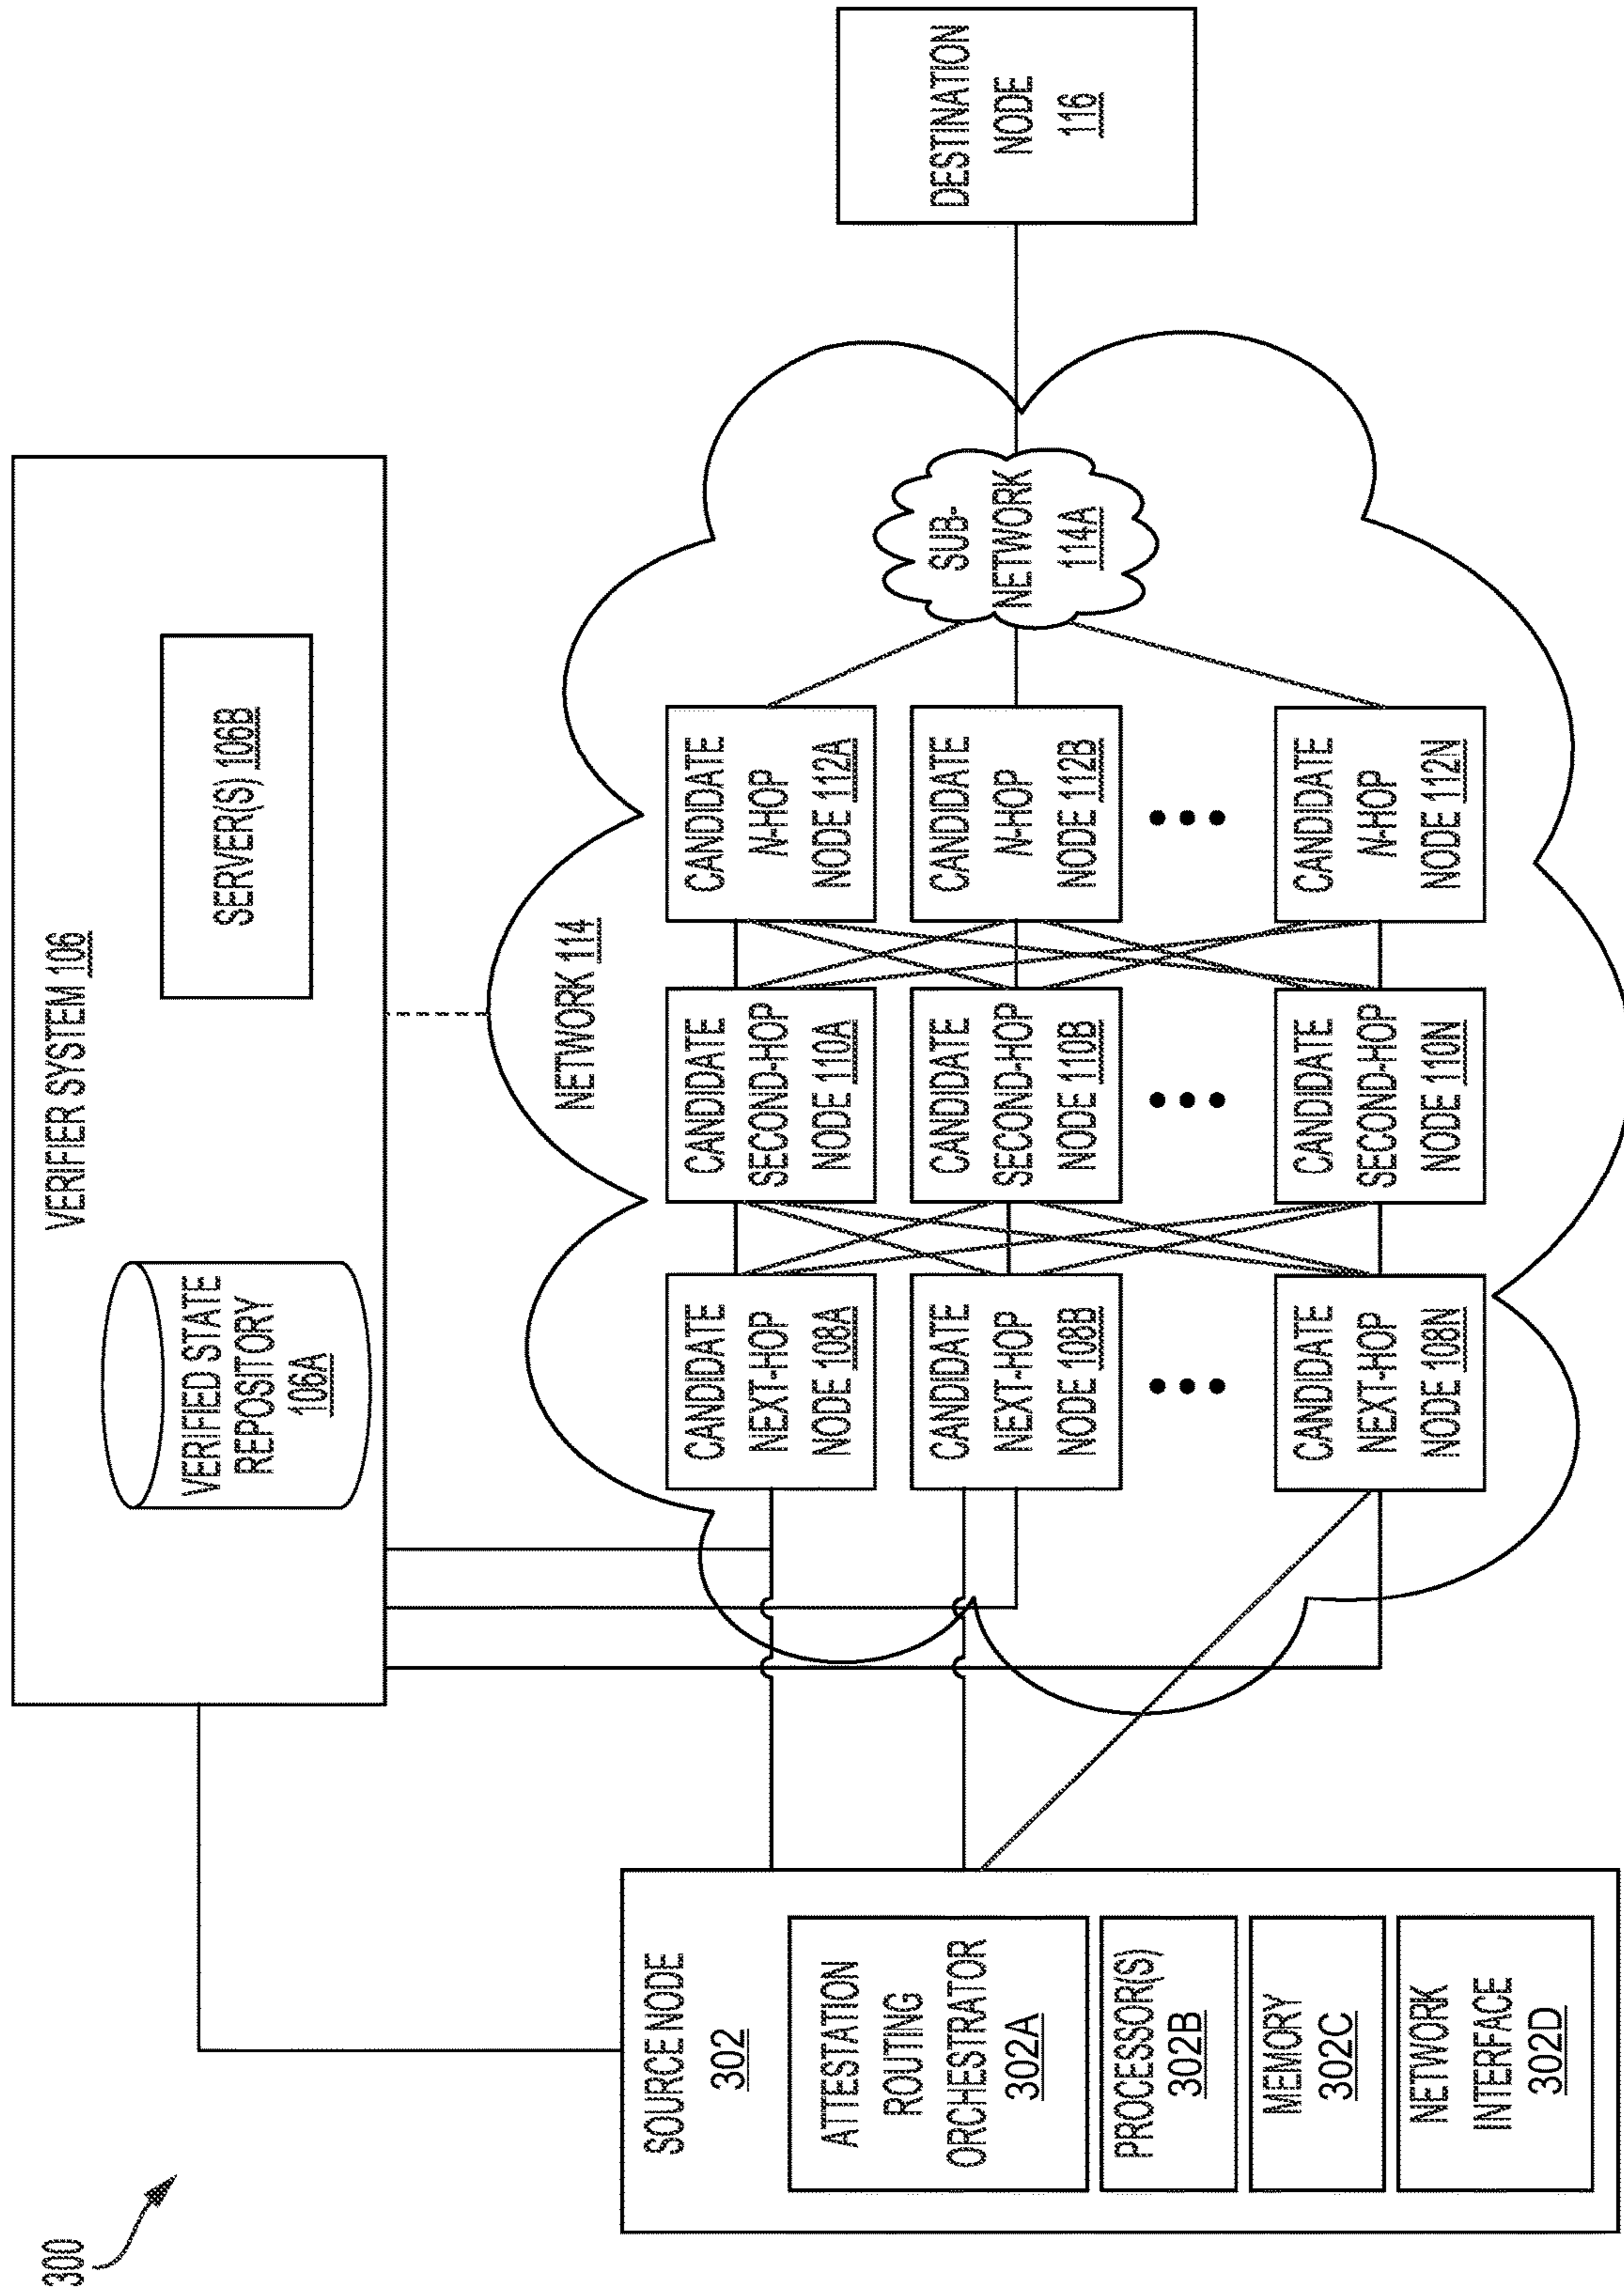 300
VERIFIER SYSTEM 106
VERIFIED STATE
REPOSITORY
106A
SERVER(S) 106B
SOURCE NODE
302
ATTESTATION
ROUTING
ORCHESTRATOR
302A
PROCESSOR(S)
302B
MEMORY
302C
NETWORK
INTERFACE
302D
NETWORK 114
CANDIDATE
NEXT-HOP
NODE 108A
CANDIDATE
SECOND-HOP
NODE 110A
CANDIDATE
N-HOP
NODE 112A
CANDIDATE
NEXT-HOP
NODE 108B
CANDIDATE
SECOND-HOP
NODE 110B
CANDIDATE
N-HOP
NODE 112B
CANDIDATE
NEXT-HOP
NODE 108N
CANDIDATE
SECOND-HOP
NODE 110N
CANDIDATE
N-HOP
NODE 112N
SUB-
NETWORK
114A
DESTINATION
NODE
116